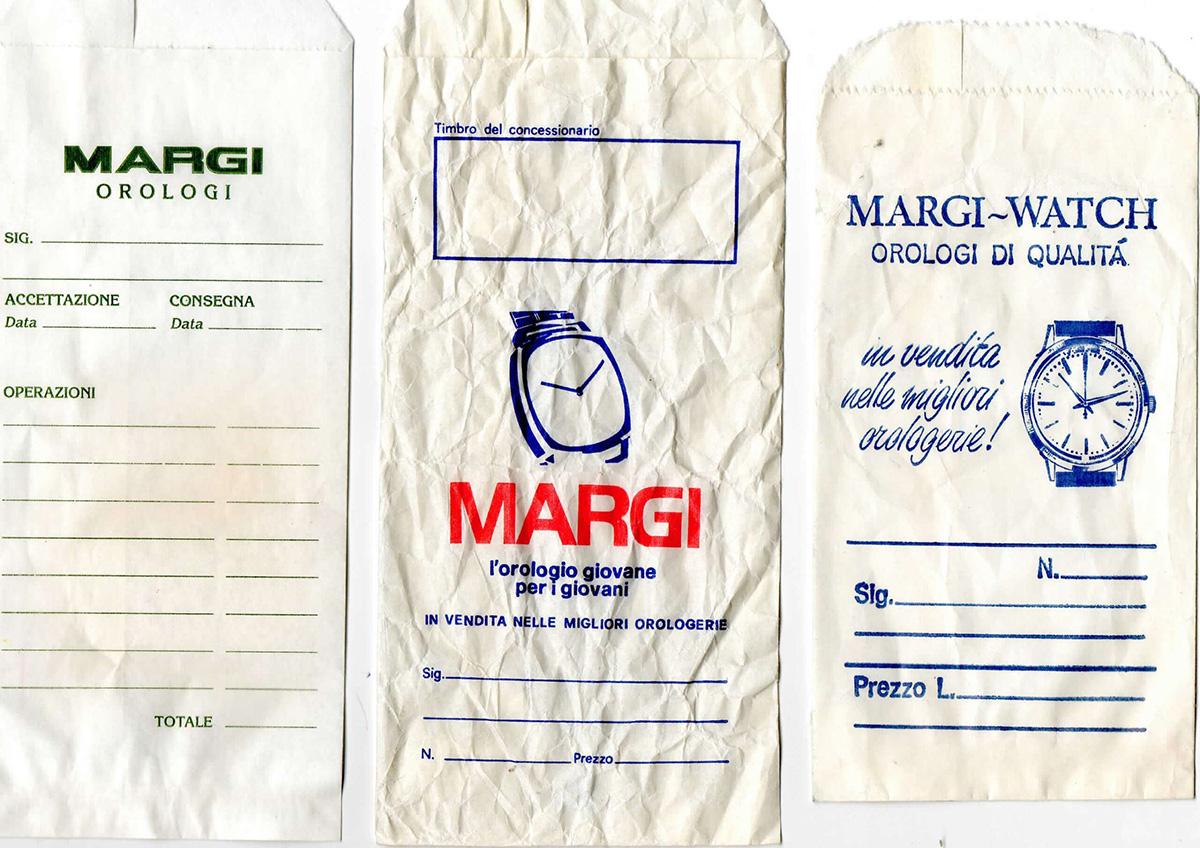 MARGI
OROLOGI
SIG.
ACCETTAZIONE CONSEGNA
Data Data
OPERAZIONI
TOTALE
Timbro del concessionario
MARGI
l'orologio giovane
per i giovani
IN VENDITA NELLE MIGLIORI OROLOGERIE
Sig.
N. Prezzo
MARGI~WATCH
OROLOGI DI QUALITÁ
in vendita
nelle migliori
orologerie!
N.
Sig.
Prezzo L.